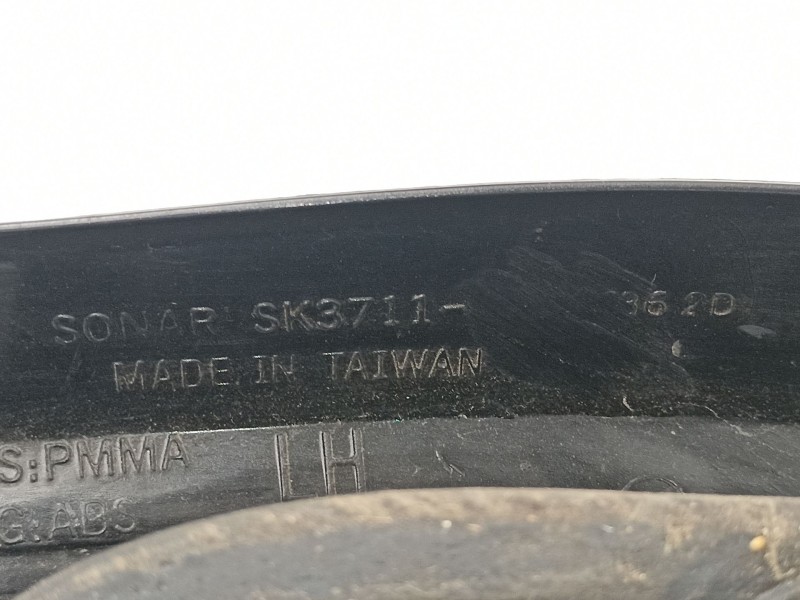 SONAR SK3711- 362D
MADE IN TAIWAN
S:PMMA LH
G:ABS